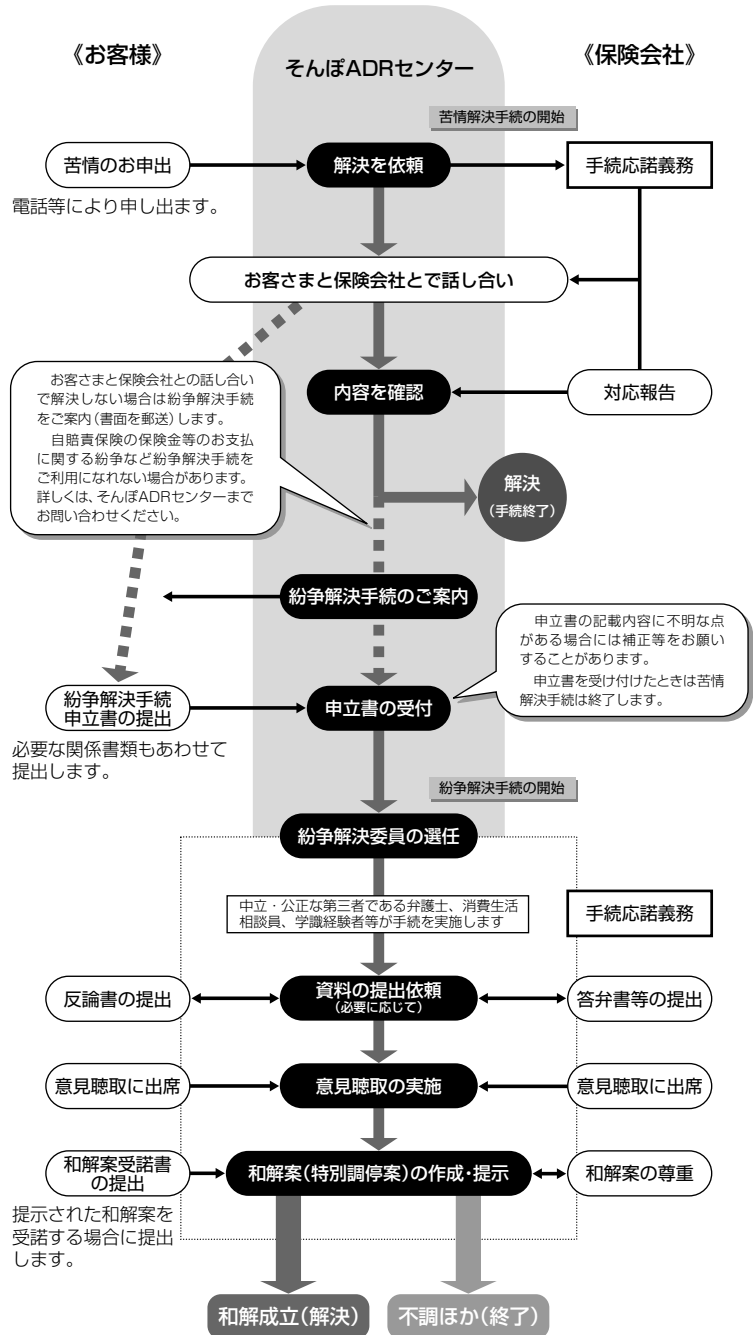 《お客様》
そんぽADRセンター
《保険会社》
苦情解決手続の開始
苦情のお申出
解決を依頼
手続応諾義務
電話等により申し出ます。
お客さまと保険会社とで話し合い
お客さまと保険会社との話し合い
で解決しない場合は紛争解決手続
をご案内(書面を郵送)します。
自賠責保険の保険金等のお支払
に関する紛争など紛争解決手続を
ご利用になれない場合があります。
詳しくは、そんぽADRセンターまで
お問い合わせください。
内容を確認
対応報告
解決
(手続終了)
紛争解決手続のご案内
申立書の記載内容に不明な点
がある場合には補正等をお願い
することがあります。
申立書を受け付けたときは苦情
解決手続は終了します。
紛争解決手続
申立書の提出
申立書の受付
必要な関係書類もあわせて
提出します。
紛争解決手続の開始
紛争解決委員の選任
中立・公正な第三者である弁護士、消費生活
相談員、学識経験者等が手続を実施します
手続応諾義務
反論書の提出
資料の提出依頼
(必要に応じて)
答弁書等の提出
意見聴取に出席
意見聴取の実施
意見聴取に出席
和解案受諾書
の提出
和解案(特別調停案)の作成・提示
和解案の尊重
提示された和解案を
受諾する場合に提出
します。
和解成立(解決)
不調ほか(終了)